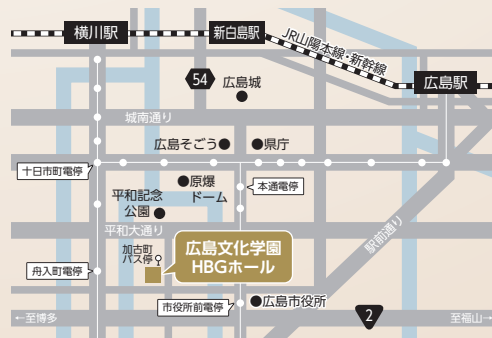 横川駅
新白島駅
JR山陽本線・新幹線
広島駅
54
広島城
城南通り
広島そごう
県庁
十日市町電停
原爆
ドーム
本通電停
平和記念
公園
平和大通り
駅前通り
加古町
バス停
広島文化学園
HBGホール
舟入町電停
市役所前電停
広島市役所
2
←至博多
至福山→